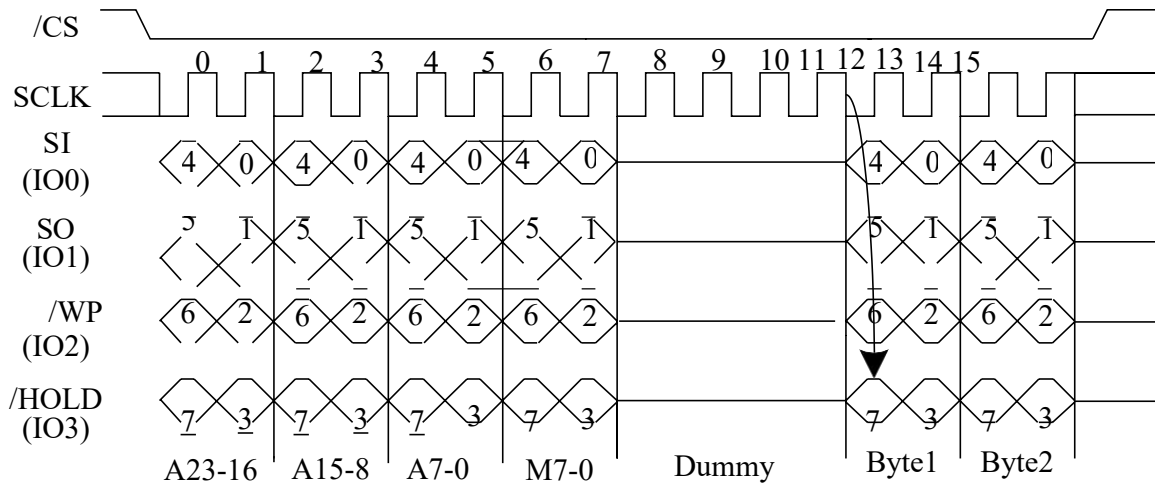 /CS
0 1 2 3 4 5 6 7 8 9 10 11 12 13 14 15
SCLK
SI
(IO0)
4 0 4 0 4 0 4 0 4 0 4 0
SO
(IO1)
5 1 5 1 5 1 5 1 5 1 5 1
/WP
(IO2)
6 2 6 2 6 2 6 2 6 2 6 2
/HOLD
(IO3)
7 3 7 3 7 3 7 3 7 3 7 3
A23-16 A15-8 A7-0 M7-0 Dummy Byte1 Byte2